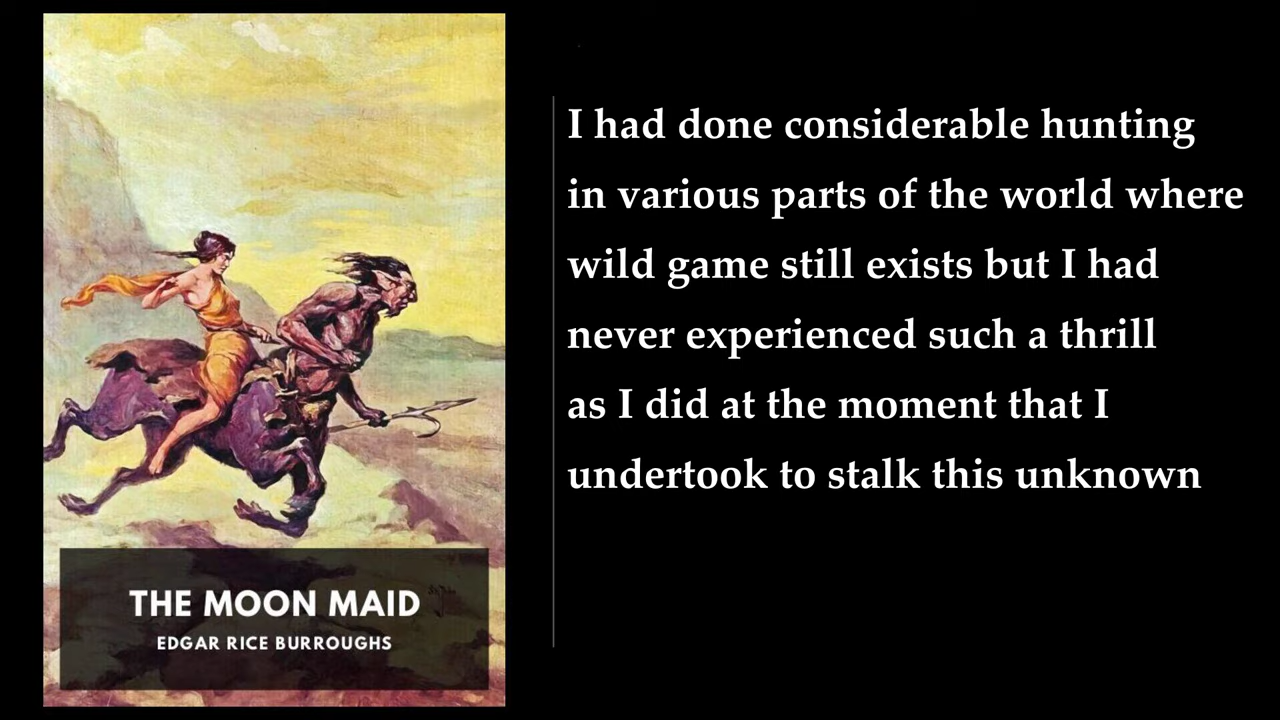 I had done considerable hunting
in various parts of the world where
wild game still exists but I had
never experienced such a thrill
as I did at the moment that I
undertook to stalk this unknown
THE MOON MAID
EDGAR RICE BURROUGHS